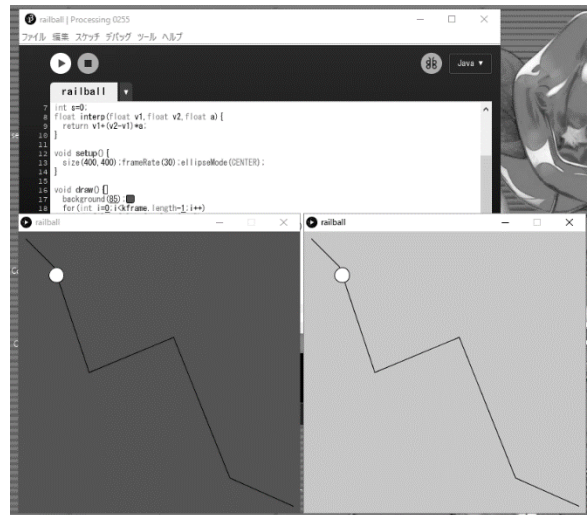 railball | Processing 0255
ファイル 編集 スケッチ デバッグ ツール ヘルプ
Java ▼
railball ▼
7 int s=0;
8 float interp(float v1,float v2,float a){
9 return v1+(v2-v1)*a;
10 }
11
12 void setup(){
13 size(400,400);frameRate(30);ellipseMode(CENTER);
14 }
15
16 void draw(){
17 background(85);
18 for(int i=0;i<kframe.length-1;i++)
railball
railball